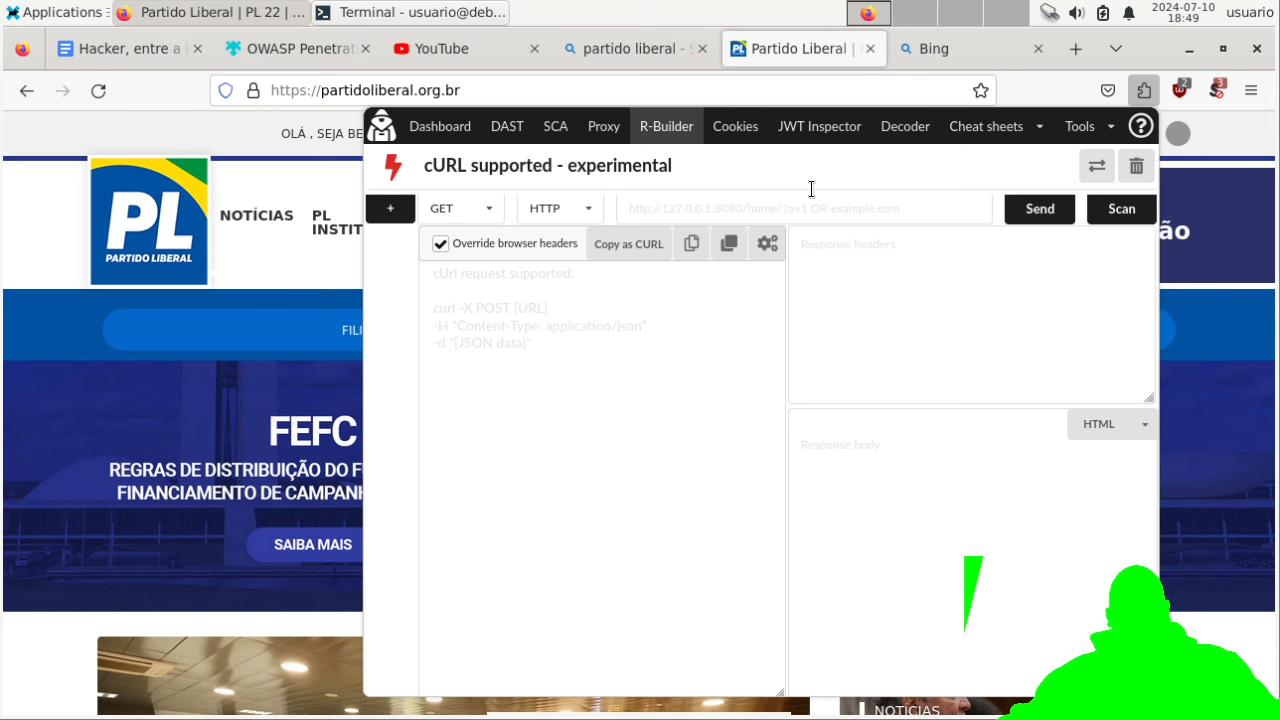 Applications
Partido Liberal | PL 22 | ...
Terminal - usuario@deb...
2024-07-10
18:49
usuario
Hacker, entre a
OWASP Penetrat
YouTube
partido liberal - S
Partido Liberal |
Bing
https://partidoliberal.org.br
2
3
OLÁ , SEJA BE
Dashboard
DAST
SCA
Proxy
R-Builder
Cookies
JWT Inspector
Decoder
Cheat sheets
Tools
cURL supported - experimental
PL
PARTIDO LIBERAL
NOTÍCIAS
PL
INSTIT
+
GET
HTTP
http://127.0.0.1:8080/home/?a=1 OR example.com
Send
Scan
ão
Override browser headers
Copy as CURL
Response headers
cUrl request supported:
curl -X POST [URL]
-H "Content-Type: application/json"
-d "[JSON data]"
FILI
HTML
Response body
FEFC
REGRAS DE DISTRIBUIÇÃO DO F
FINANCIAMENTO DE CAMPANH
SAIBA MAIS
NOTÍCIAS